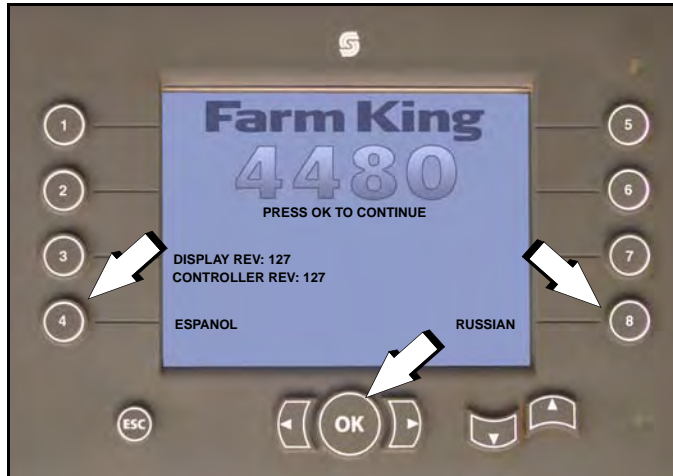 Farm King
4480
PRESS OK TO CONTINUE
1
5
2
6
3
7
DISPLAY REV: 127
CONTROLLER REV: 127
4
ESPANOL
RUSSIAN
8
ESC
OK